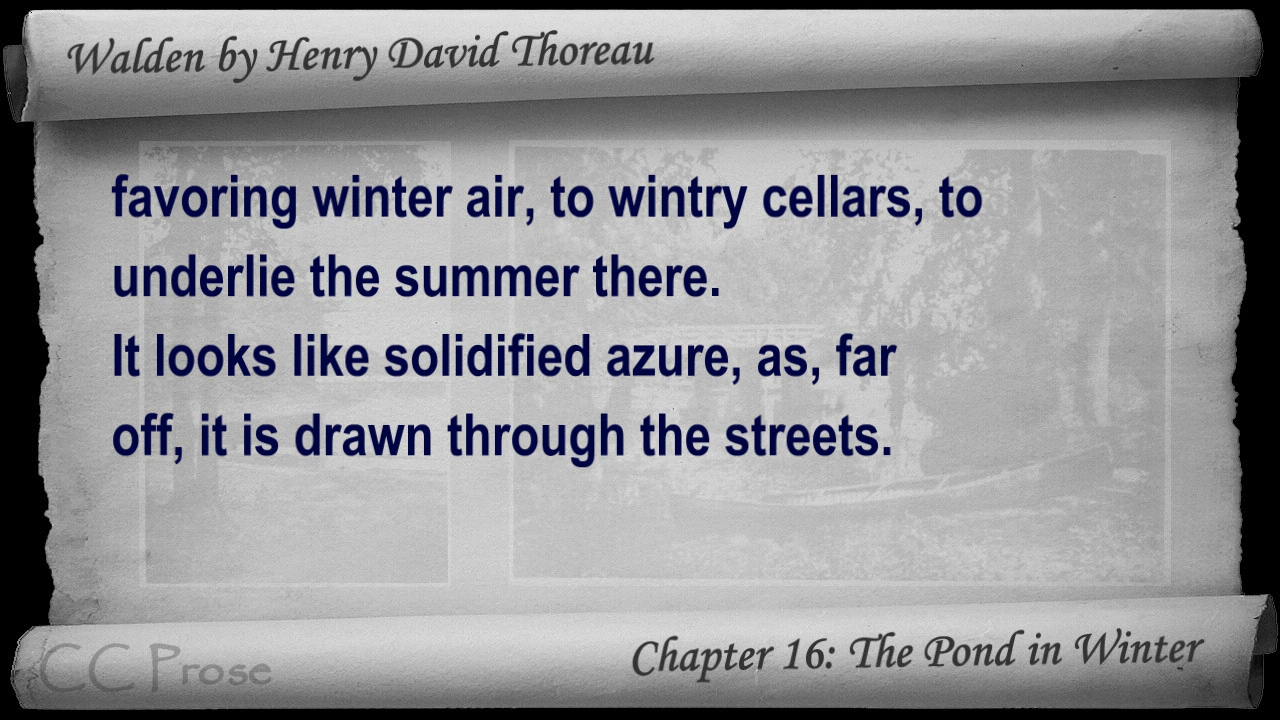 Walden by Henry David Thoreau
favoring winter air, to wintry cellars, to
underlie the summer there.
It looks like solidified azure, as, far
off, it is drawn through the streets.
CC Prose
Chapter 16: The Pond in Winter